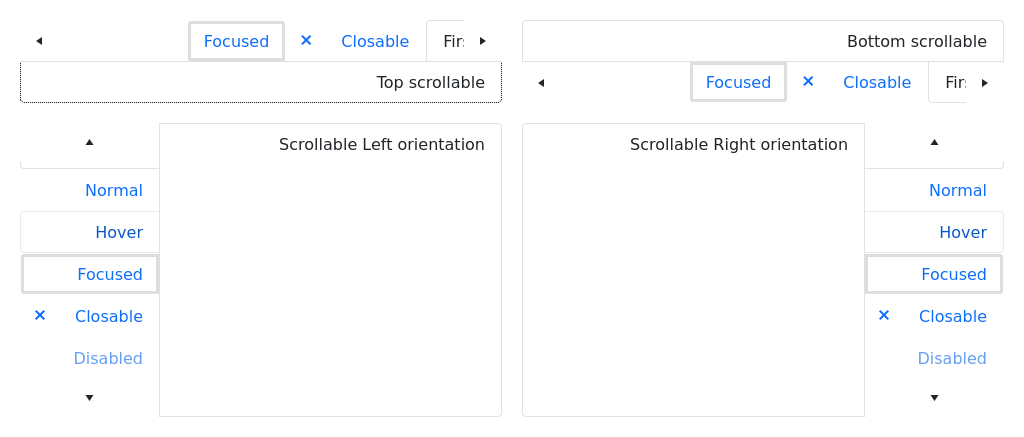 Focused Closable Firs
Top scrollable
Bottom scrollable
Focused Closable Firs
Scrollable Left orientation
Normal
Hover
Focused
Closable
Disabled
Scrollable Right orientation
Normal
Hover
Focused
Closable
Disabled